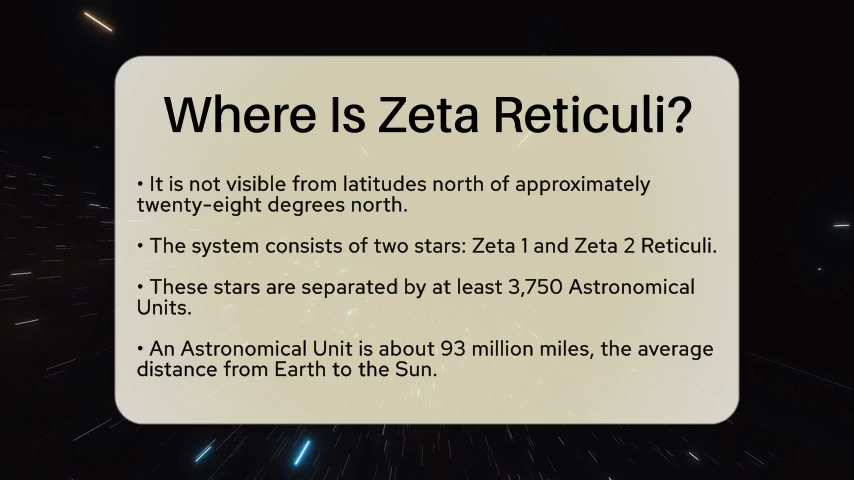 Where Is Zeta Reticuli?
• It is not visible from latitudes north of approximately
twenty-eight degrees north.
• The system consists of two stars: Zeta 1 and Zeta 2 Reticuli.
• These stars are separated by at least 3,750 Astronomical
Units.
• An Astronomical Unit is about 93 million miles, the average
distance from Earth to the Sun.